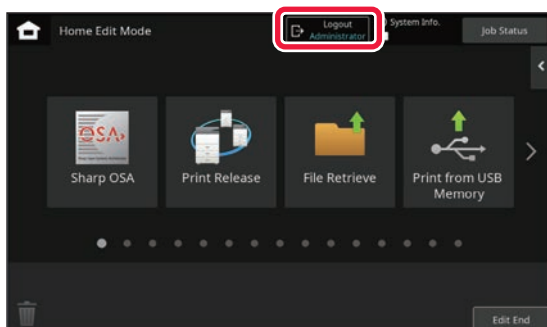 Home Edit Mode
Logout
Administrator
System Info.
Job Status
OSA
Sharp OSA
Print Release
File Retrieve
Print from USB
Memory
Edit End